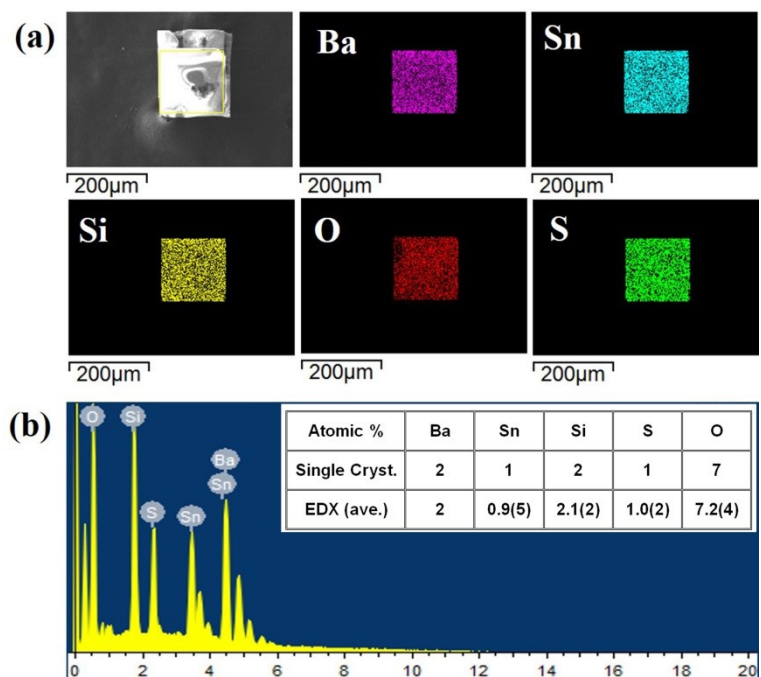 (a)
Ba
Sn
200μm
200μm
200μm
Si
O
S
200μm
200μm
200μm
(b)
O
Si
S
Sn
Ba
Sn
Atomic % Ba Sn Si S O
Single Cryst. 2 1 2 1 7
EDX (ave.) 2 0.9(5) 2.1(2) 1.0(2) 7.2(4)
0 2 4 6 8 10 12 14 16 18 20